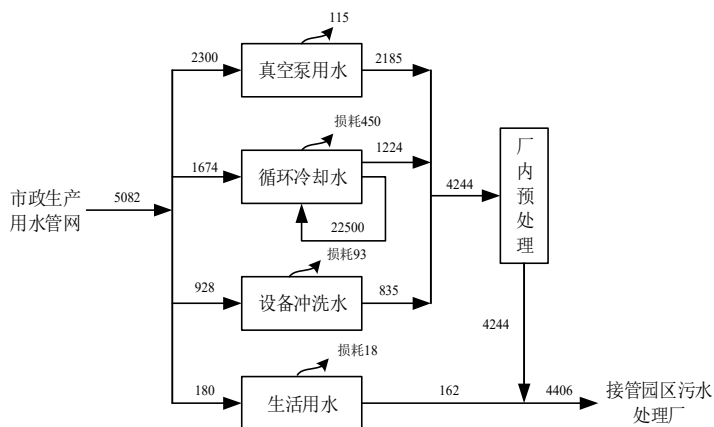 115
2300
真空泵用水
2185
损耗450
1674
循环冷却水
1224
22500
市政生产
用水管网
5082
4244
厂内预处理
损耗93
928
设备冲洗水
835
4244
损耗18
180
生活用水
162
4406
接管园区污水
处理厂